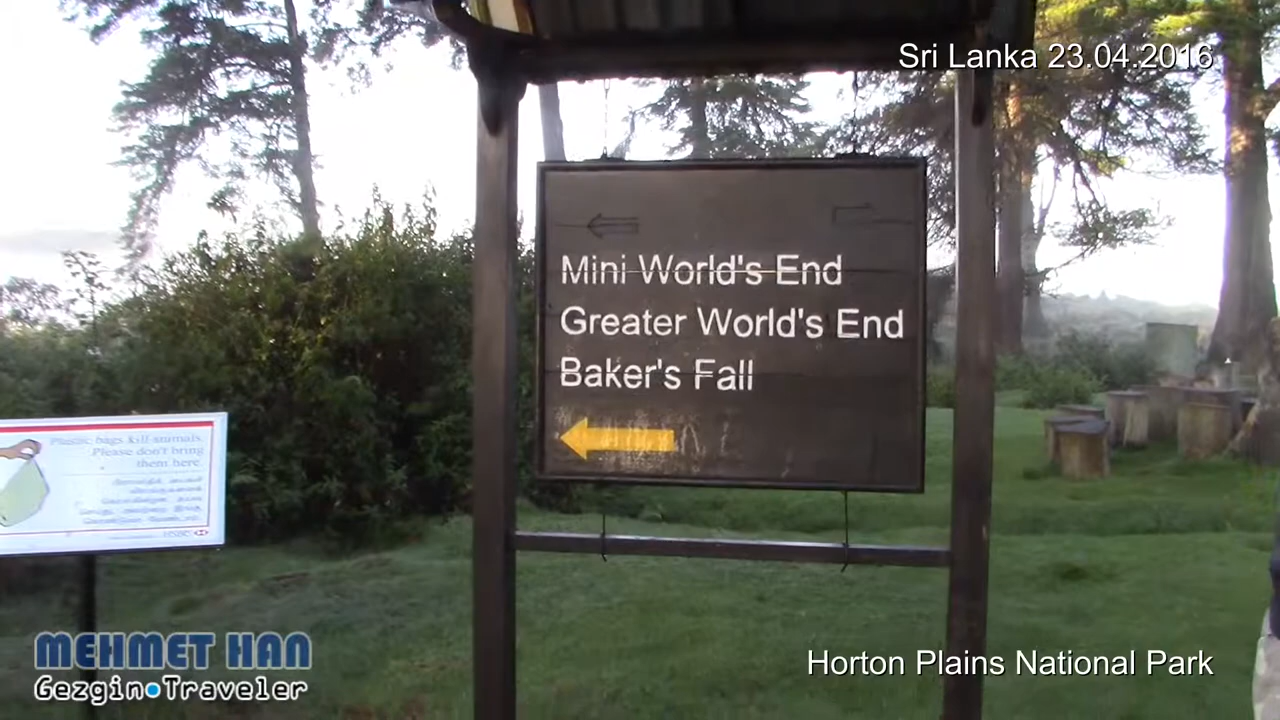 Sri Lanka 23.04.2016
Mini World's End
Greater World's End
Baker's Fall
Plastic bags kill animals.
Please don't bring
them here.
HSBC
MEHMET HAN
Gezgin•Traveler
Horton Plains National Park